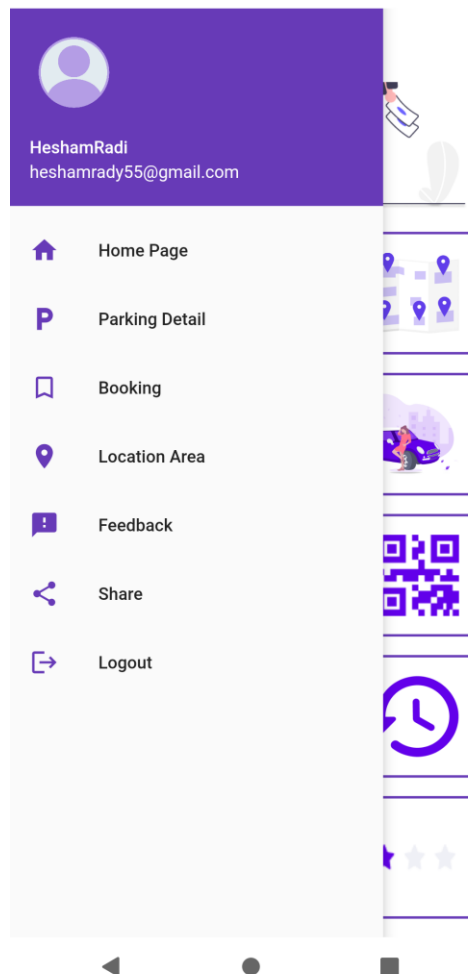 HeshamRadi
heshamrady55@gmail.com
Home Page
Parking Detail
Booking
Location Area
Feedback
Share
Logout